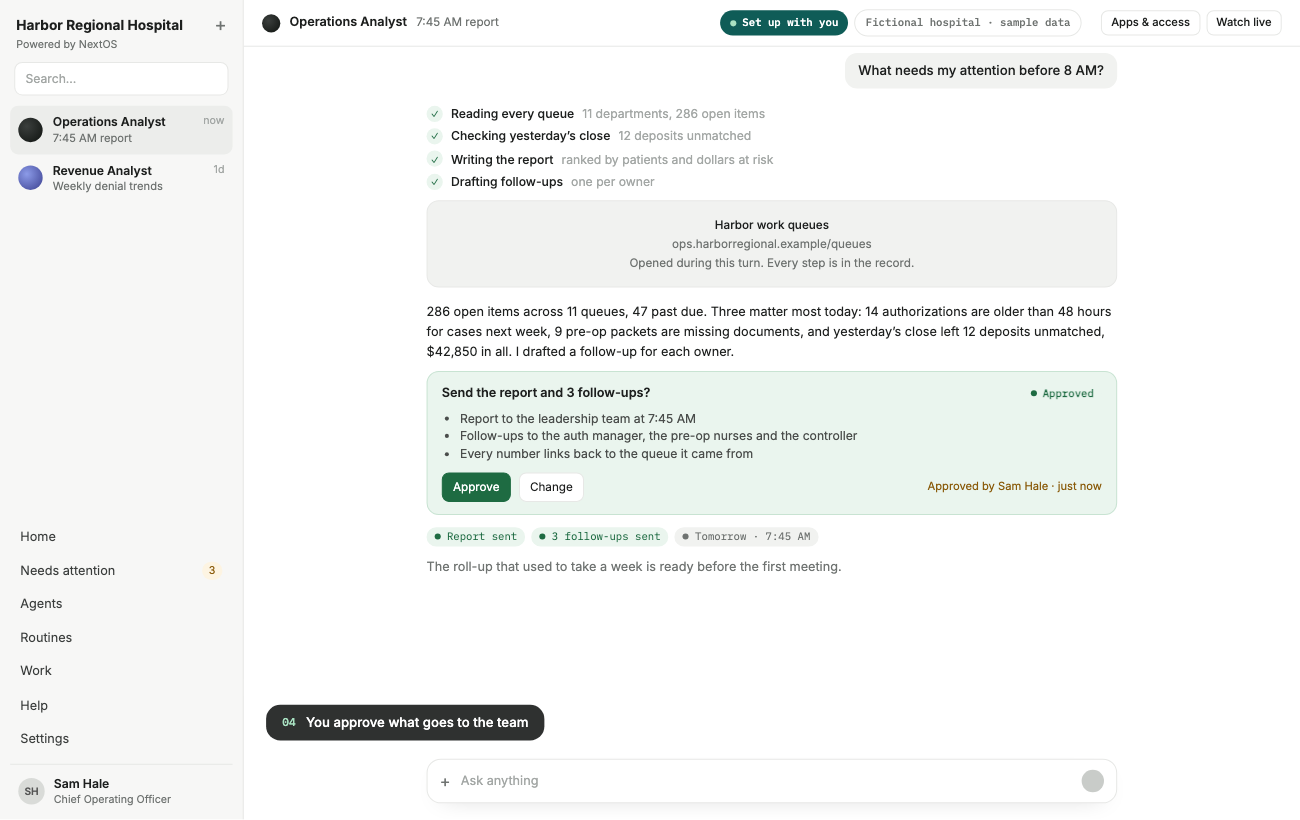 Harbor Regional Hospital
+
Powered by NextOS
Search...
Operations Analyst
now
7:45 AM report
Revenue Analyst
1d
Weekly denial trends
Home
Needs attention
3
Agents
Routines
Work
Help
Settings
SH
Sam Hale
Chief Operating Officer
Operations Analyst 7:45 AM report
Set up with you
Fictional hospital · sample data
Apps & access
Watch live
What needs my attention before 8 AM?
Reading every queue 11 departments, 286 open items
Checking yesterday’s close 12 deposits unmatched
Writing the report ranked by patients and dollars at risk
Drafting follow-ups one per owner
Harbor work queues
ops.harborregional.example/queues
Opened during this turn. Every step is in the record.
286 open items across 11 queues, 47 past due. Three matter most today: 14 authorizations are older than 48 hours
for cases next week, 9 pre-op packets are missing documents, and yesterday’s close left 12 deposits unmatched,
$42,850 in all. I drafted a follow-up for each owner.
Send the report and 3 follow-ups?
Approved
• Report to the leadership team at 7:45 AM
• Follow-ups to the auth manager, the pre-op nurses and the controller
• Every number links back to the queue it came from
Approve
Change
Approved by Sam Hale · just now
Report sent
3 follow-ups sent
Tomorrow · 7:45 AM
The roll-up that used to take a week is ready before the first meeting.
04 You approve what goes to the team
+ Ask anything